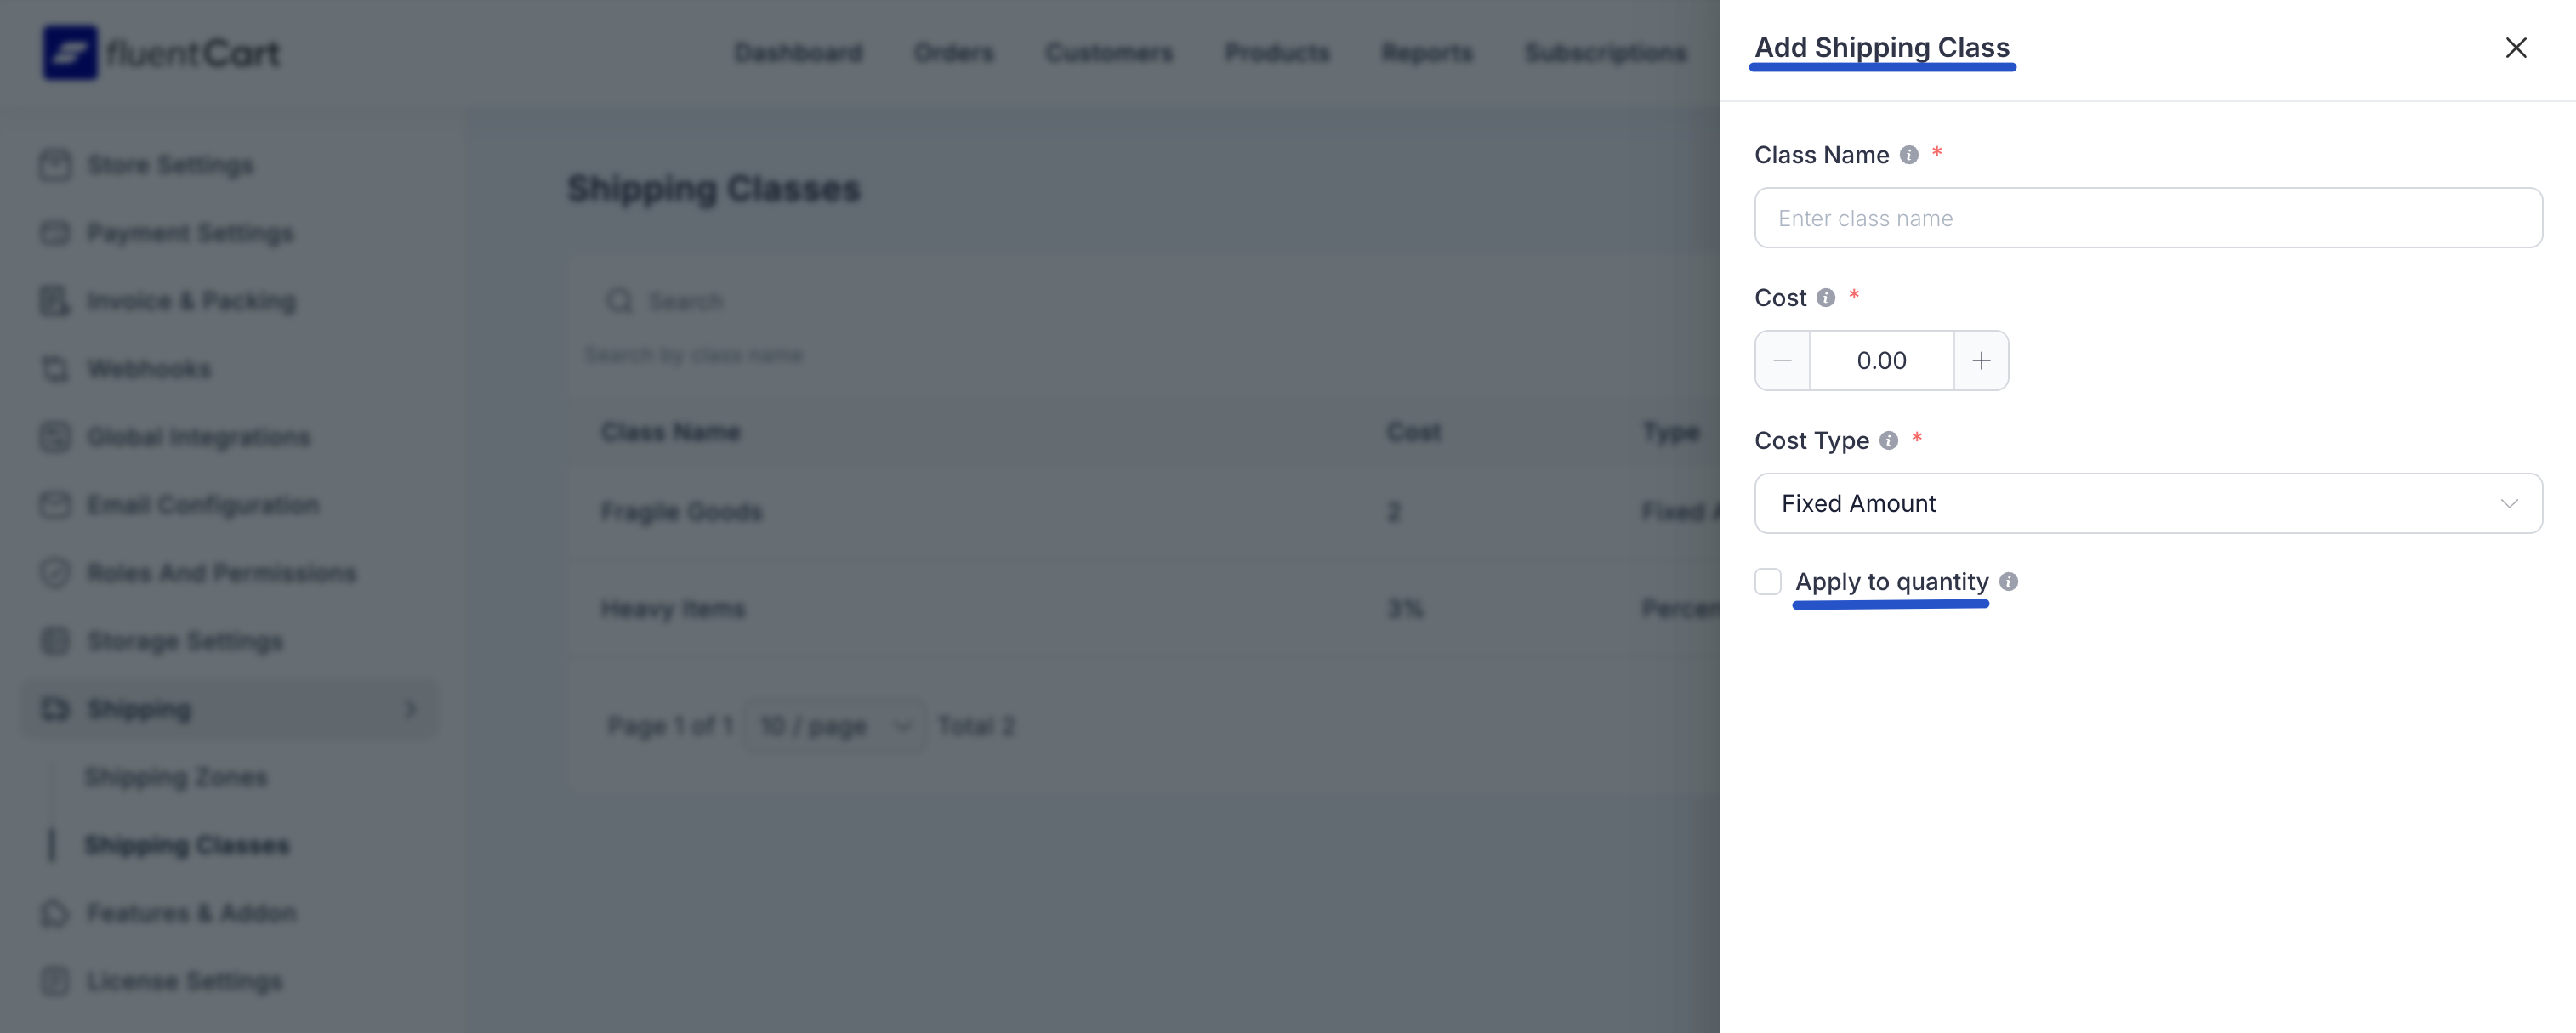 fluentCart
Dashboard Orders Customers Products Reports Subscriptions
Store Settings
Payment Settings
Invoice & Packing
Webhooks
Global Integrations
Email Configuration
Roles And Permissions
Storage Settings
Shipping
Shipping Zones
Shipping Classes
Features & Addon
License Settings
Shipping Classes
Search
Search by class name
Class Name Cost Type
Fragile Goods 2 Fixed A
Heavy Items 3% Percen
Page 1 of 1 10 / page Total 2
Add Shipping Class
Class Name *
Enter class name
Cost *
0.00
Cost Type *
Fixed Amount
Apply to quantity